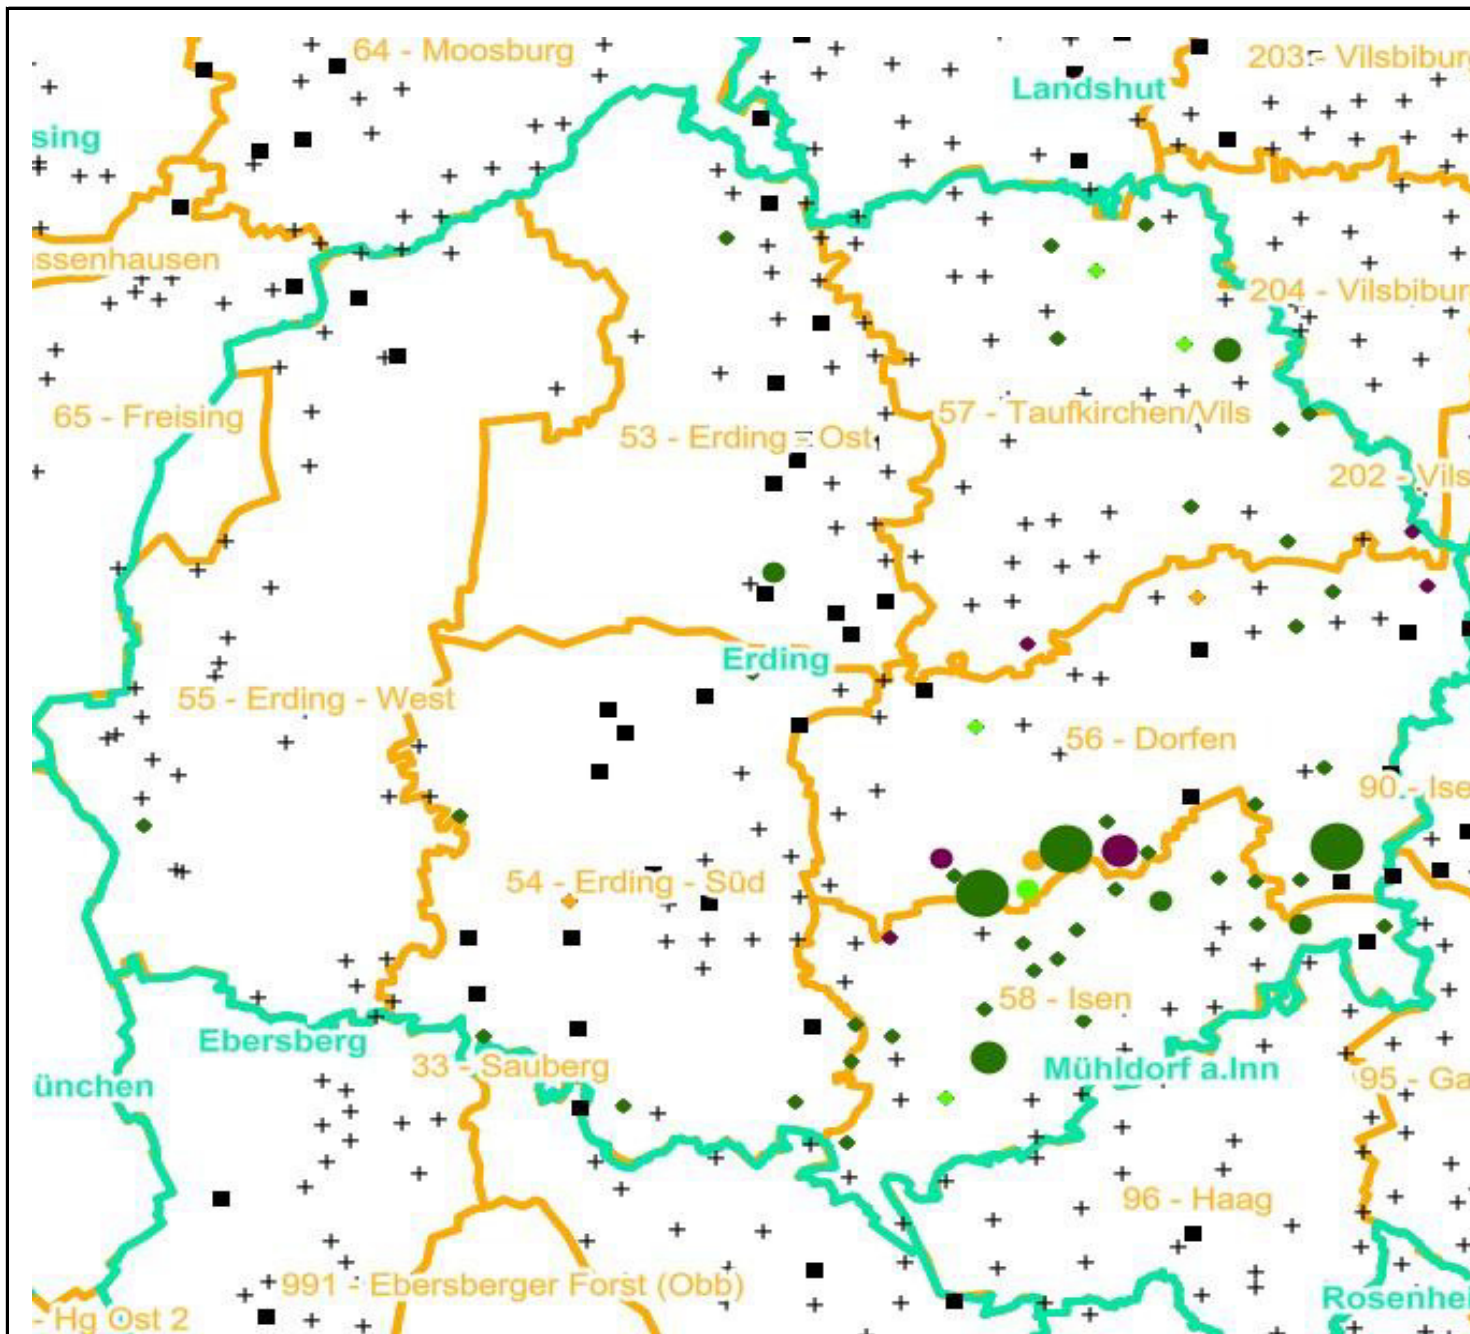 64 - Moosburg
203 - Vilsbiburg
Landshut
sing
ssenhausen
204 - Vilsbiburg
65 - Freising
57 - Taufkirchen/Vils
53 - Erding - Ost
202 - Vils
Erding
55 - Erding - West
56 - Dorfen
90 - Ise
54 - Erding - Süd
58 - Isen
Ebersberg
33 - Sauberg
Mühldorf a.Inn
95 - Ga
ünchen
96 - Haag
991 - Ebersberger Forst (Obb)
Rosenhei
- Hg Ost 2